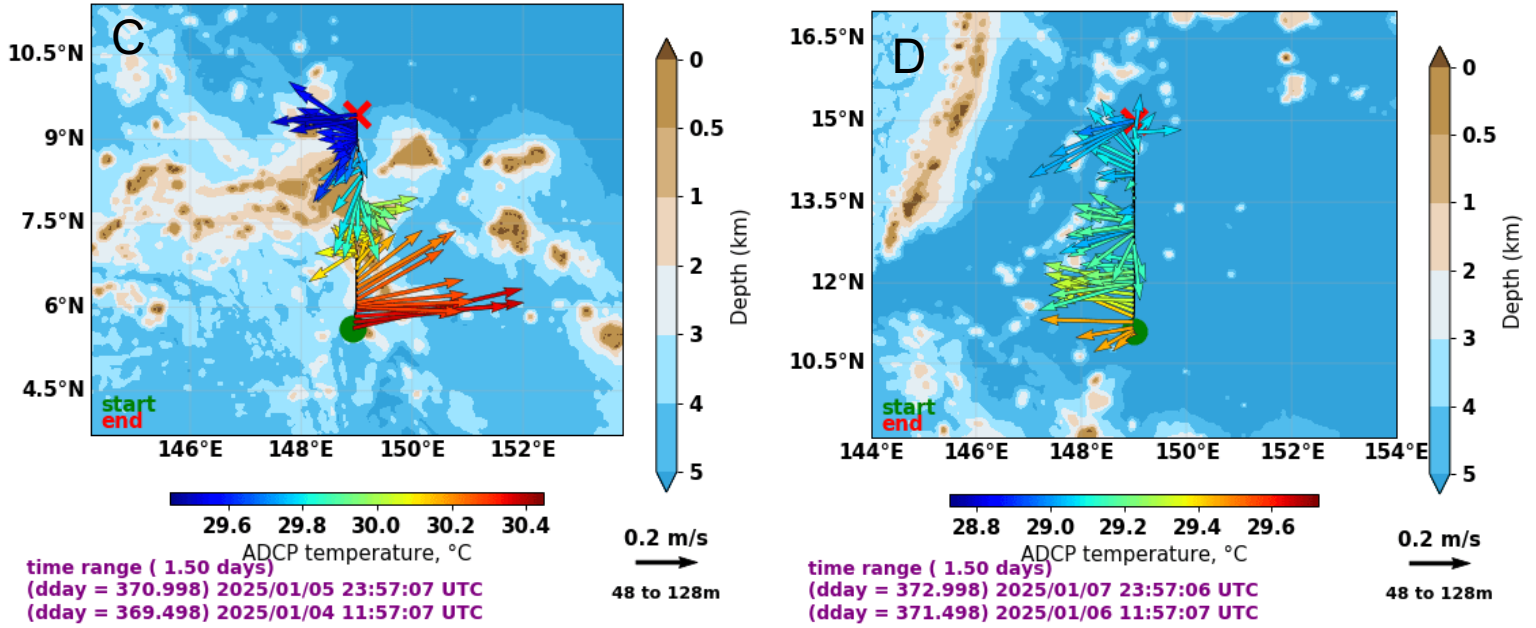 C
10.5°N
9°N
7.5°N
6°N
4.5°N
start
end
146°E 148°E 150°E 152°E
0
0.5
1
2
3
4
5
Depth (km)
29.6 29.8 30.0 30.2 30.4
ADCP temperature, °C
0.2 m/s
48 to 128m
time range ( 1.50 days)
(dday = 370.998) 2025/01/05 23:57:07 UTC
(dday = 369.498) 2025/01/04 11:57:07 UTC
D
16.5°N
15°N
13.5°N
12°N
10.5°N
start
end
144°E 146°E 148°E 150°E 152°E 154°E
0
0.5
1
2
3
4
5
Depth (km)
28.8 29.0 29.2 29.4 29.6
ADCP temperature, °C
0.2 m/s
48 to 128m
time range ( 1.50 days)
(dday = 372.998) 2025/01/07 23:57:06 UTC
(dday = 371.498) 2025/01/06 11:57:07 UTC